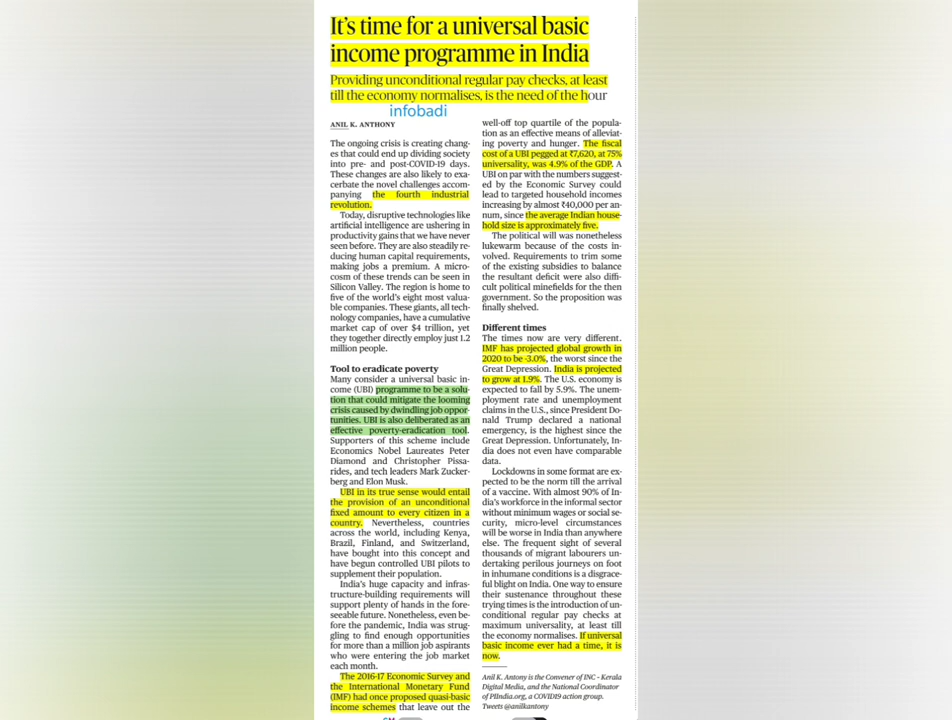 It's time for a universal basic
income programme in India
Providing unconditional regular pay checks, at least
till the economy normalises, is the need of the hour
infobadi
ANIL K. ANTHONY
The ongoing crisis is creating chang-
es that could end up dividing society
into pre- and post-COVID-19 days.
These changes are also likely to exa-
cerbate the novel challenges accom-
panying the fourth industrial
revolution.
Today, disruptive technologies like
artificial intelligence are ushering in
productivity gains that we have never
seen before. They are also steadily re-
ducing human capital requirements,
making jobs a premium. A micro-
cosm of these trends can be seen in
Silicon Valley. The region is home to
five of the world's eight most valua-
ble companies. These giants, all tech-
nology companies, have a cumulative
market cap of over $4 trillion, yet
they together directly employ just 1.2
million people.
Tool to eradicate poverty
Many consider a universal basic in-
come (UBI) programme to be a solu-
tion that could mitigate the looming
crisis caused by dwindling job oppor-
tunities. UBI is also deliberated as an
effective poverty-eradication tool.
Supporters of this scheme include
Economics Nobel Laureates Peter
Diamond and Christopher Pissa-
rides, and tech leaders Mark Zucker-
berg and Elon Musk.
UBI in its true sense would entail
the provision of an unconditional
fixed amount to every citizen in a
country. Nevertheless, countries
across the world, including Kenya,
Brazil, Finland, and Switzerland,
have bought into this concept and
have begun controlled UBI pilots to
supplement their population.
India's huge capacity and infras-
tructure-building requirements will
support plenty of hands in the fore-
seeable future. Nonetheless, even be-
fore the pandemic, India was strug-
gling to find enough opportunities
for more than a million job aspirants
who were entering the job market
each month.
The 2016-17 Economic Survey and
the International Monetary Fund
(IMF) had once proposed quasi-basic
income schemes that leave out the
well-off top quartile of the popula-
tion as an effective means of alleviat-
ing poverty and hunger. The fiscal
cost of a UBI pegged at ₹7,620, at 75%
universality, was 4.9% of the GDP. A
UBI on par with the numbers suggest-
ed by the Economic Survey could
lead to targeted household incomes
increasing by almost ₹40,000 per an-
num, since the average Indian house-
hold size is approximately five.
The political will was nonetheless
lukewarm because of the costs in-
volved. Requirements to trim some
of the existing subsidies to balance
the resultant deficit were also diffi-
cult political minefields for the then
government. So the proposition was
finally shelved.
Different times
The times now are very different.
IMF has projected global growth in
2020 to be -3.0%, the worst since the
Great Depression. India is projected
to grow at 1.9%. The U.S. economy is
expected to fall by 5.9%. The unem-
ployment rate and unemployment
claims in the U.S., since President Do-
nald Trump declared a national
emergency, is the highest since the
Great Depression. Unfortunately, In-
dia does not even have comparable
data.
Lockdowns in some format are ex-
pected to be the norm till the arrival
of a vaccine. With almost 90% of In-
dia's workforce in the informal sector
without minimum wages or social se-
curity, micro-level circumstances
will be worse in India than anywhere
else. The frequent sight of several
thousands of migrant labourers un-
dertaking perilous journeys on foot
in inhumane conditions is a disgrace-
ful blight on India. One way to ensure
their sustenance throughout these
trying times is the introduction of un-
conditional regular pay checks at
maximum universality, at least till
the economy normalises. If universal
basic income ever had a time, it is
now.
Anil K. Antony is the Convener of INC - Kerala
Digital Media, and the National Coordinator
of PIIndia.org, a COVID19 action group.
Tweets @anilkantony